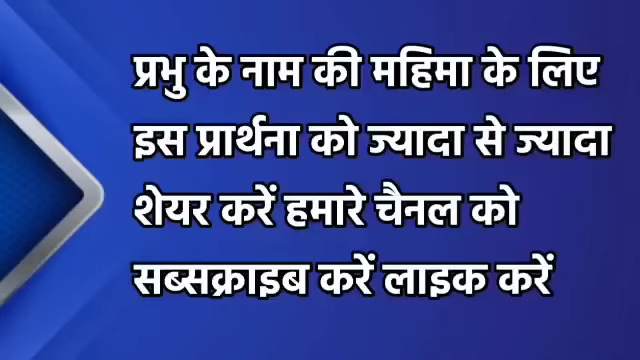 प्रभु के नाम की महिमा के लिए
इस प्रार्थना को ज्यादा से ज्यादा
शेयर करें हमारे चैनल को
सब्सक्राइब करें लाइक करें